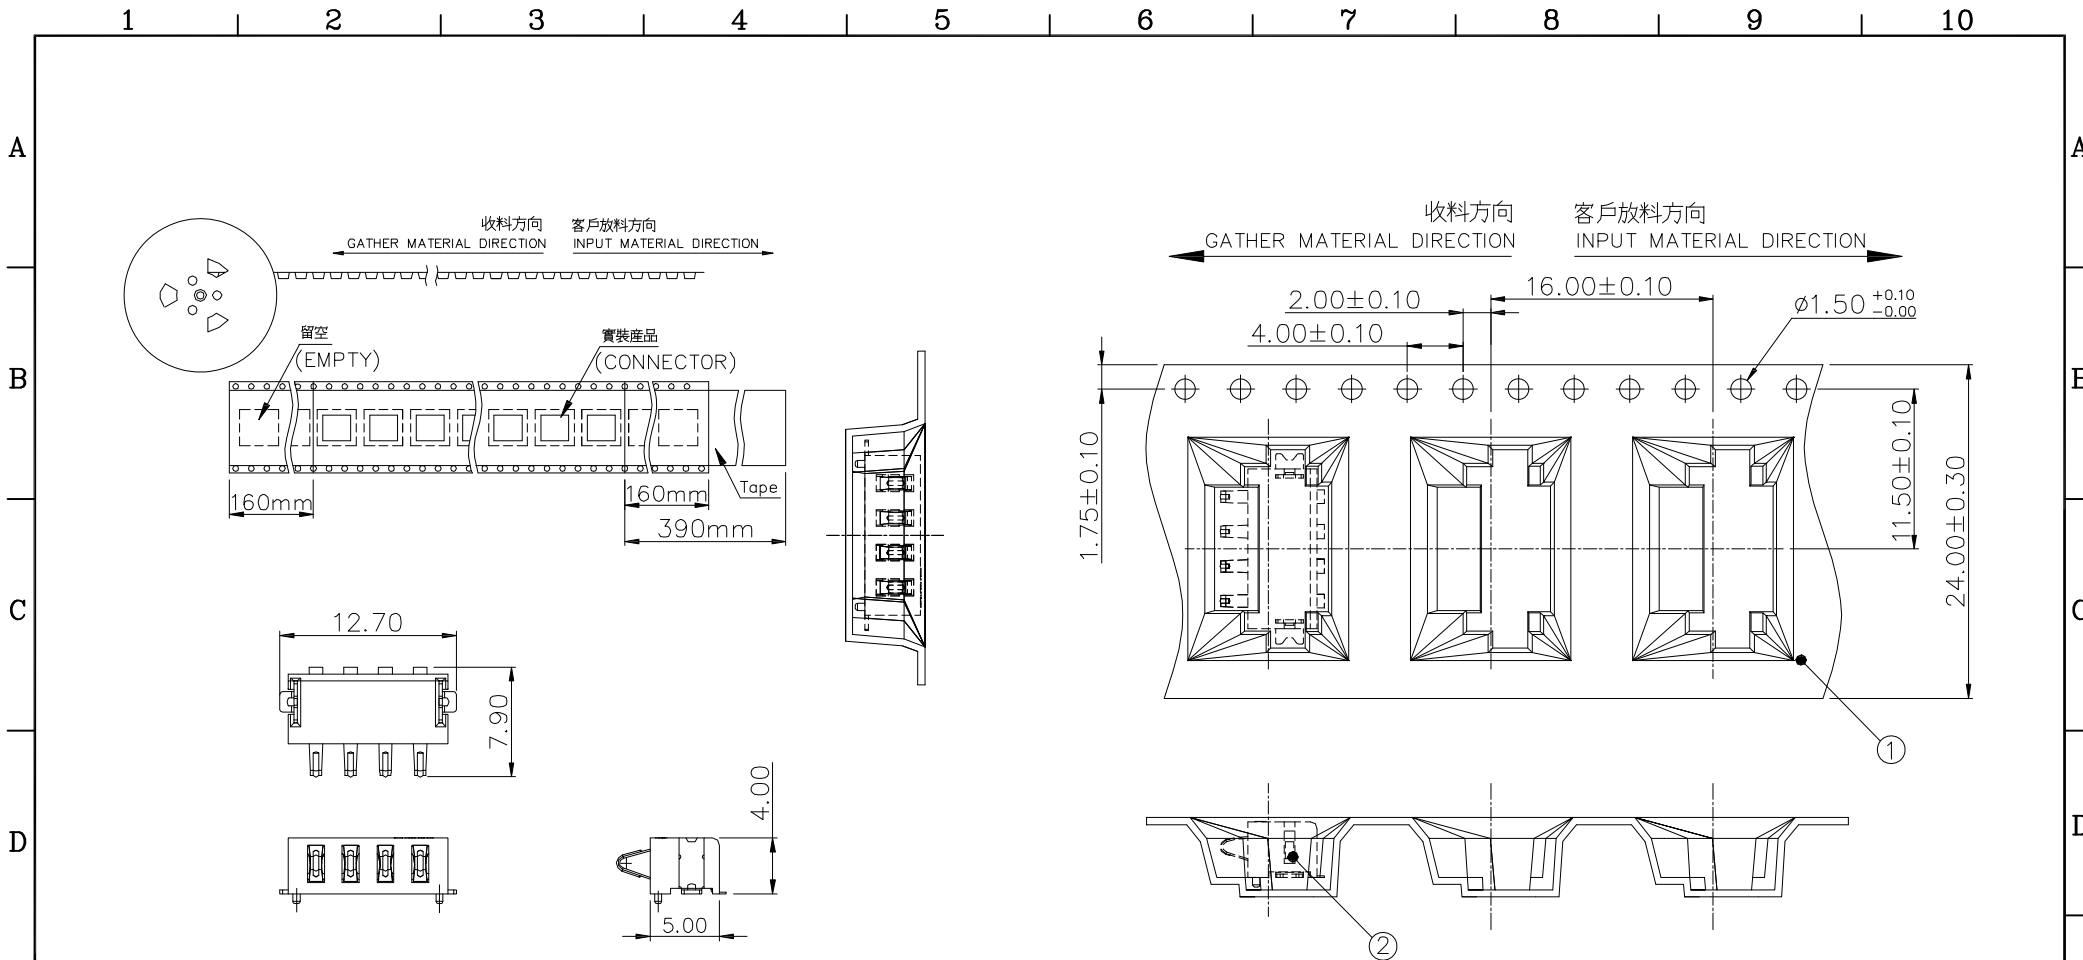 1 2 3 4 5 6 7 8 9 10
A
B
C
D
A
B
C
D
收料方向 客戶放料方向
GATHER MATERIAL DIRECTION INPUT MATERIAL DIRECTION
留空
(EMPTY)
實裝産品
(CONNECTOR)
Tape
160mm
160mm
390mm
12.70
7.90
4.00
5.00
收料方向 客戶放料方向
GATHER MATERIAL DIRECTION INPUT MATERIAL DIRECTION
16.00±0.10
2.00±0.10
4.00±0.10
ø1.50 +0.10 -0.00
1.75±0.10
11.50±0.10
24.00±0.30
1
2